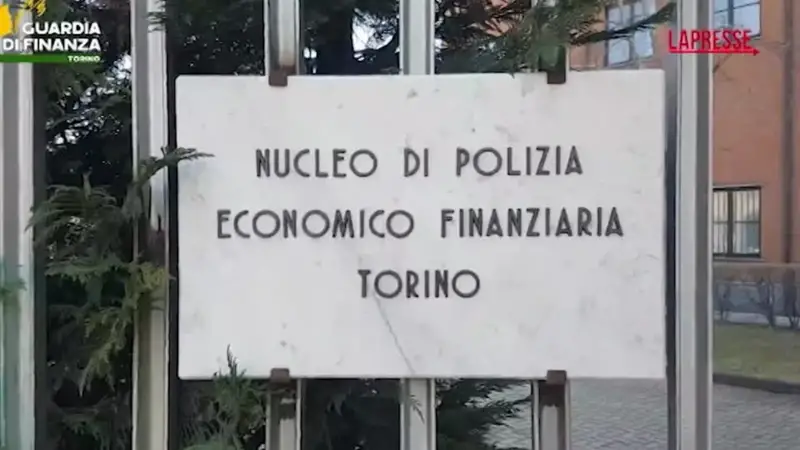 GUARDIA
DI FINANZA
TORINO
LAPRESSE
NUCLEO DI POLIZIA
ECONOMICO FINANZIARIA
TORINO